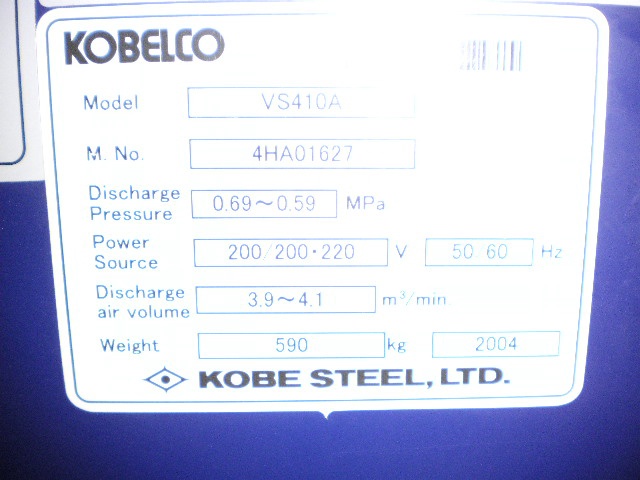 KOBELCO
Model VS410A
M. No. 4HA01627
Discharge Pressure 0.69～0.59 MPa
Power Source 200/200·220 V 50 60 Hz
Discharge air volume 3.9～4.1 m³/min.
Weight 590 kg 2004
KOBE STEEL, LTD.